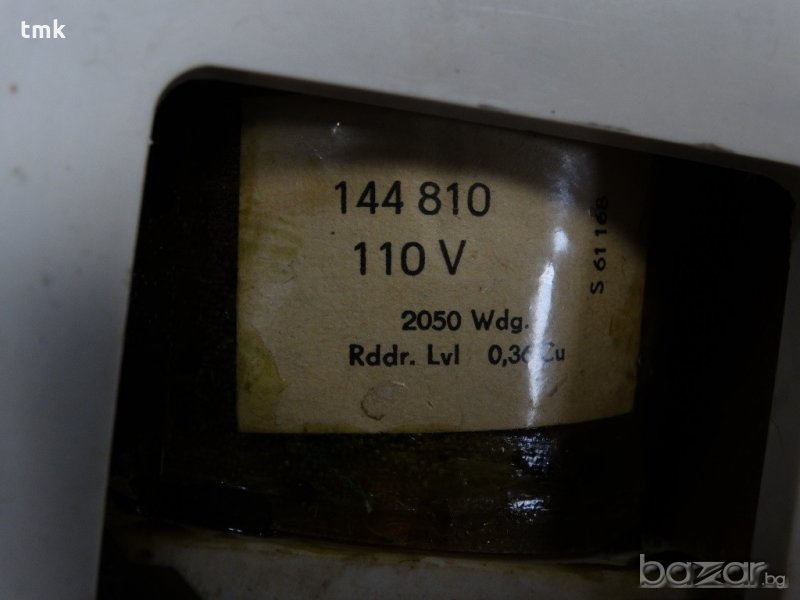 tmk
144 810
110 V
S 61 168
2050 Wdg.
Rddr. Lvl 0,36 Cu
bazar.bg